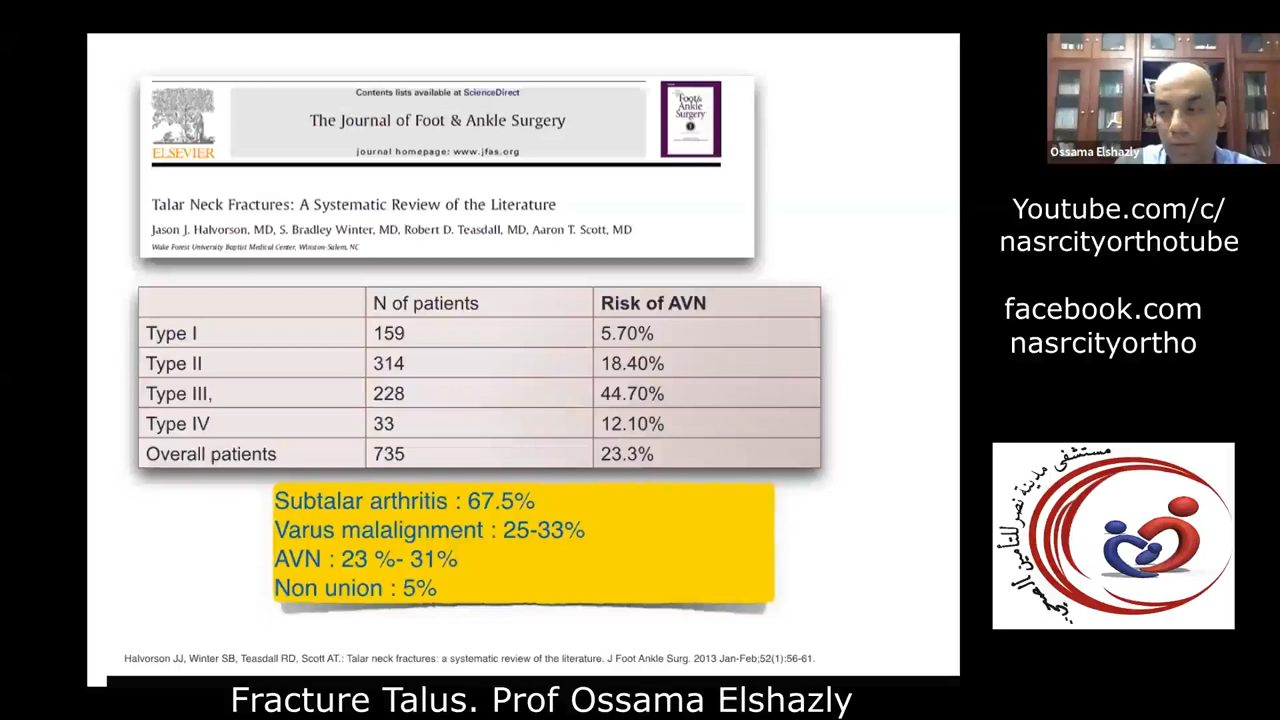 Contents lists available at ScienceDirect
The Journal of Foot & Ankle Surgery
journal homepage: www.jfas.org
ELSEVIER
Foot&
Ankle
Surgery
Talar Neck Fractures: A Systematic Review of the Literature
Jason J. Halvorson, MD, S. Bradley Winter, MD, Robert D. Teasdall, MD, Aaron T. Scott, MD
Wake Forest University Baptist Medical Center, Winston-Salem, NC
N of patients Risk of AVN
Type I 159 5.70%
Type II 314 18.40%
Type III, 228 44.70%
Type IV 33 12.10%
Overall patients 735 23.3%
Subtalar arthritis : 67.5%
Varus malalignment : 25-33%
AVN : 23 %- 31%
Non union : 5%
Halvorson JJ, Winter SB, Teasdall RD, Scott AT.: Talar neck fractures: a systematic review of the literature. J Foot Ankle Surg. 2013 Jan-Feb;52(1):56-61.
Fracture Talus. Prof Ossama Elshazly
Ossama Elshazly
Youtube.com/c/
nasrcityorthotube
facebook.com
nasrcityortho
مستشفى مدينة نصر للتأمين الصحي